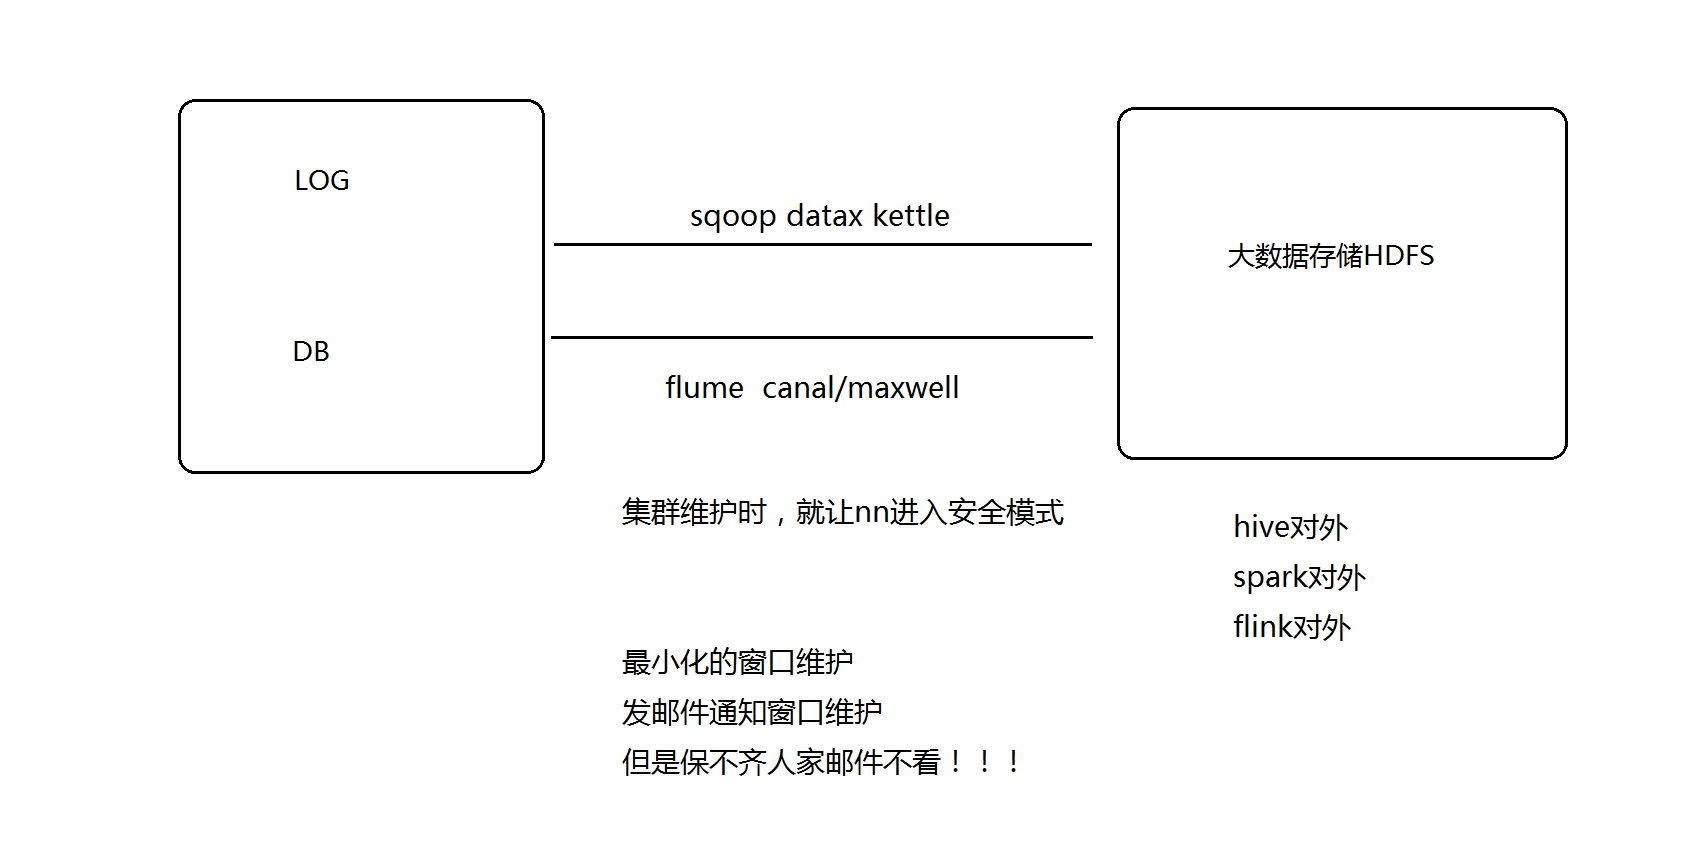 LOG
DB
sqoop datax kettle
flume  canal/maxwell
大数据存储HDFS
集群维护时，就让nn进入安全模式
hive对外
spark对外
flink对外
最小化的窗口维护
发邮件通知窗口维护
但是保不齐人家邮件不看！！！